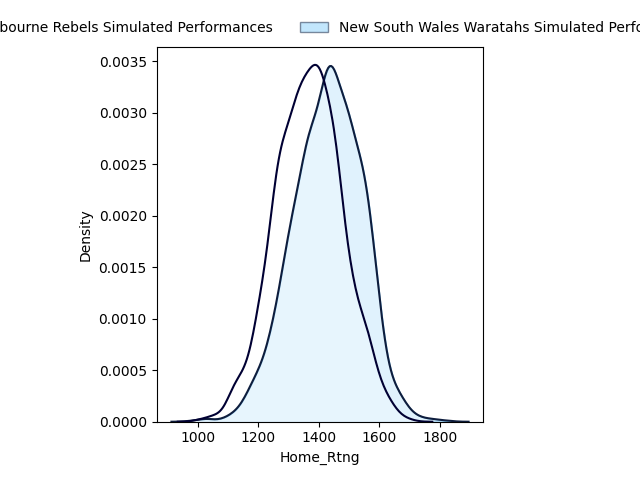 bourne Rebels Simulated Performances
New South Wales Waratahs Simulated Perfo
0.0035
0.0030
0.0025
0.0020
0.0015
0.0010
0.0005
0.0000
Density
1000 1200 1400 1600 1800
Home_Rtng